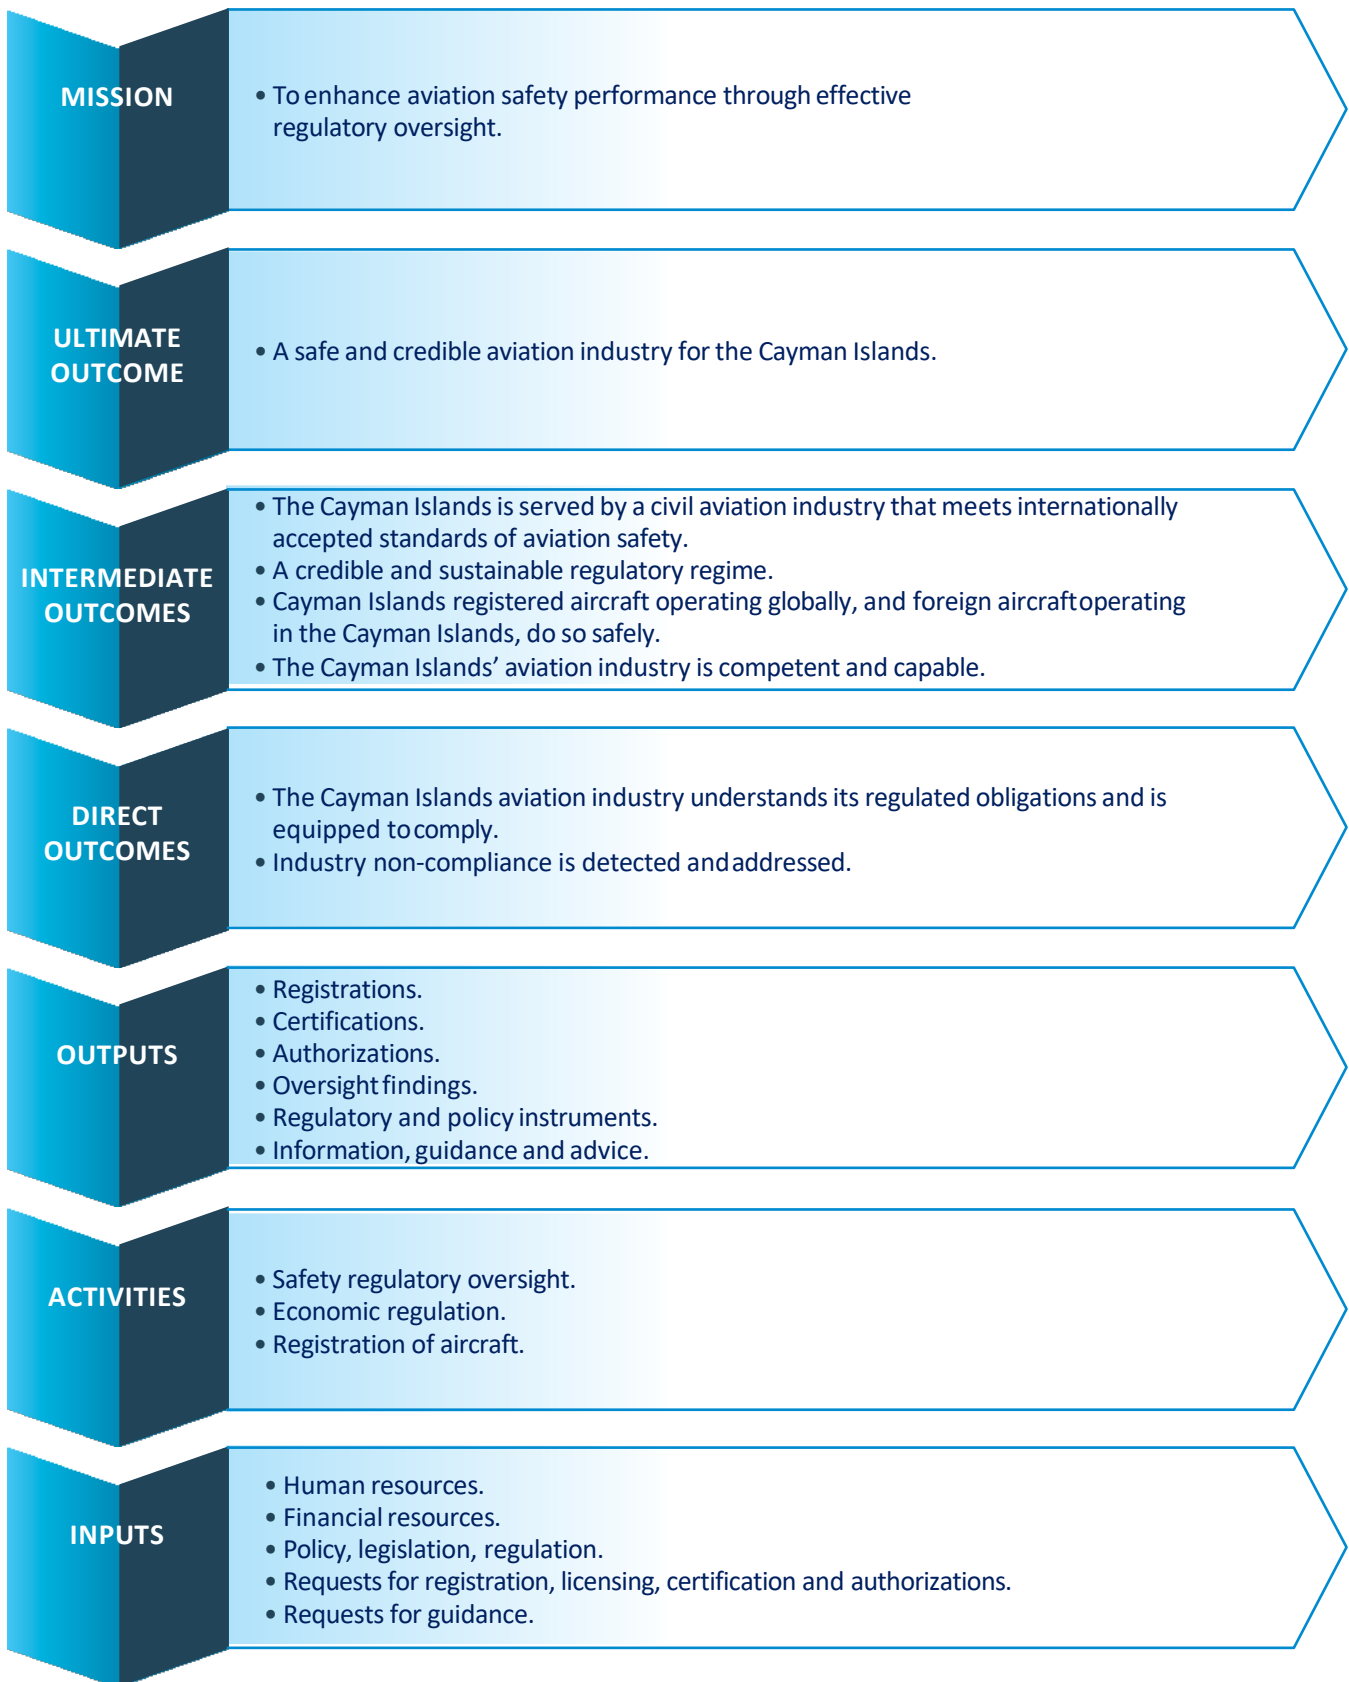 MISSION
• To enhance aviation safety performance through effective
regulatory oversight.
ULTIMATE
OUTCOME
• A safe and credible aviation industry for the Cayman Islands.
INTERMEDIATE
OUTCOMES
• The Cayman Islands is served by a civil aviation industry that meets internationally
accepted standards of aviation safety.
• A credible and sustainable regulatory regime.
• Cayman Islands registered aircraft operating globally, and foreign aircraft operating
in the Cayman Islands, do so safely.
• The Cayman Islands’ aviation industry is competent and capable.
DIRECT
OUTCOMES
• The Cayman Islands aviation industry understands its regulated obligations and is
equipped to comply.
• Industry non-compliance is detected and addressed.
OUTPUTS
• Registrations.
• Certifications.
• Authorizations.
• Oversight findings.
• Regulatory and policy instruments.
• Information, guidance and advice.
ACTIVITIES
• Safety regulatory oversight.
• Economic regulation.
• Registration of aircraft.
INPUTS
• Human resources.
• Financial resources.
• Policy, legislation, regulation.
• Requests for registration, licensing, certification and authorizations.
• Requests for guidance.